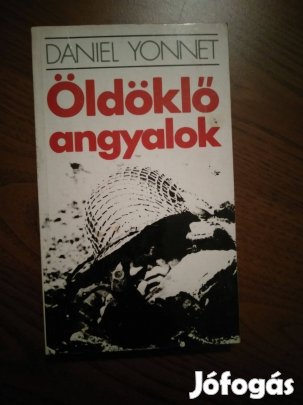 DANIEL YONNET
Öldöklő
angyalok
Jófogás